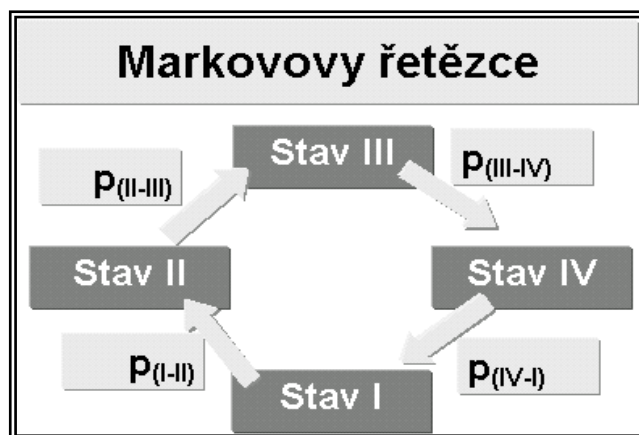 Markovovy řetězce
Stav III
p(III-IV)
p(II-III)
Stav II
Stav IV
p(I-II)
p(IV-I)
Stav I